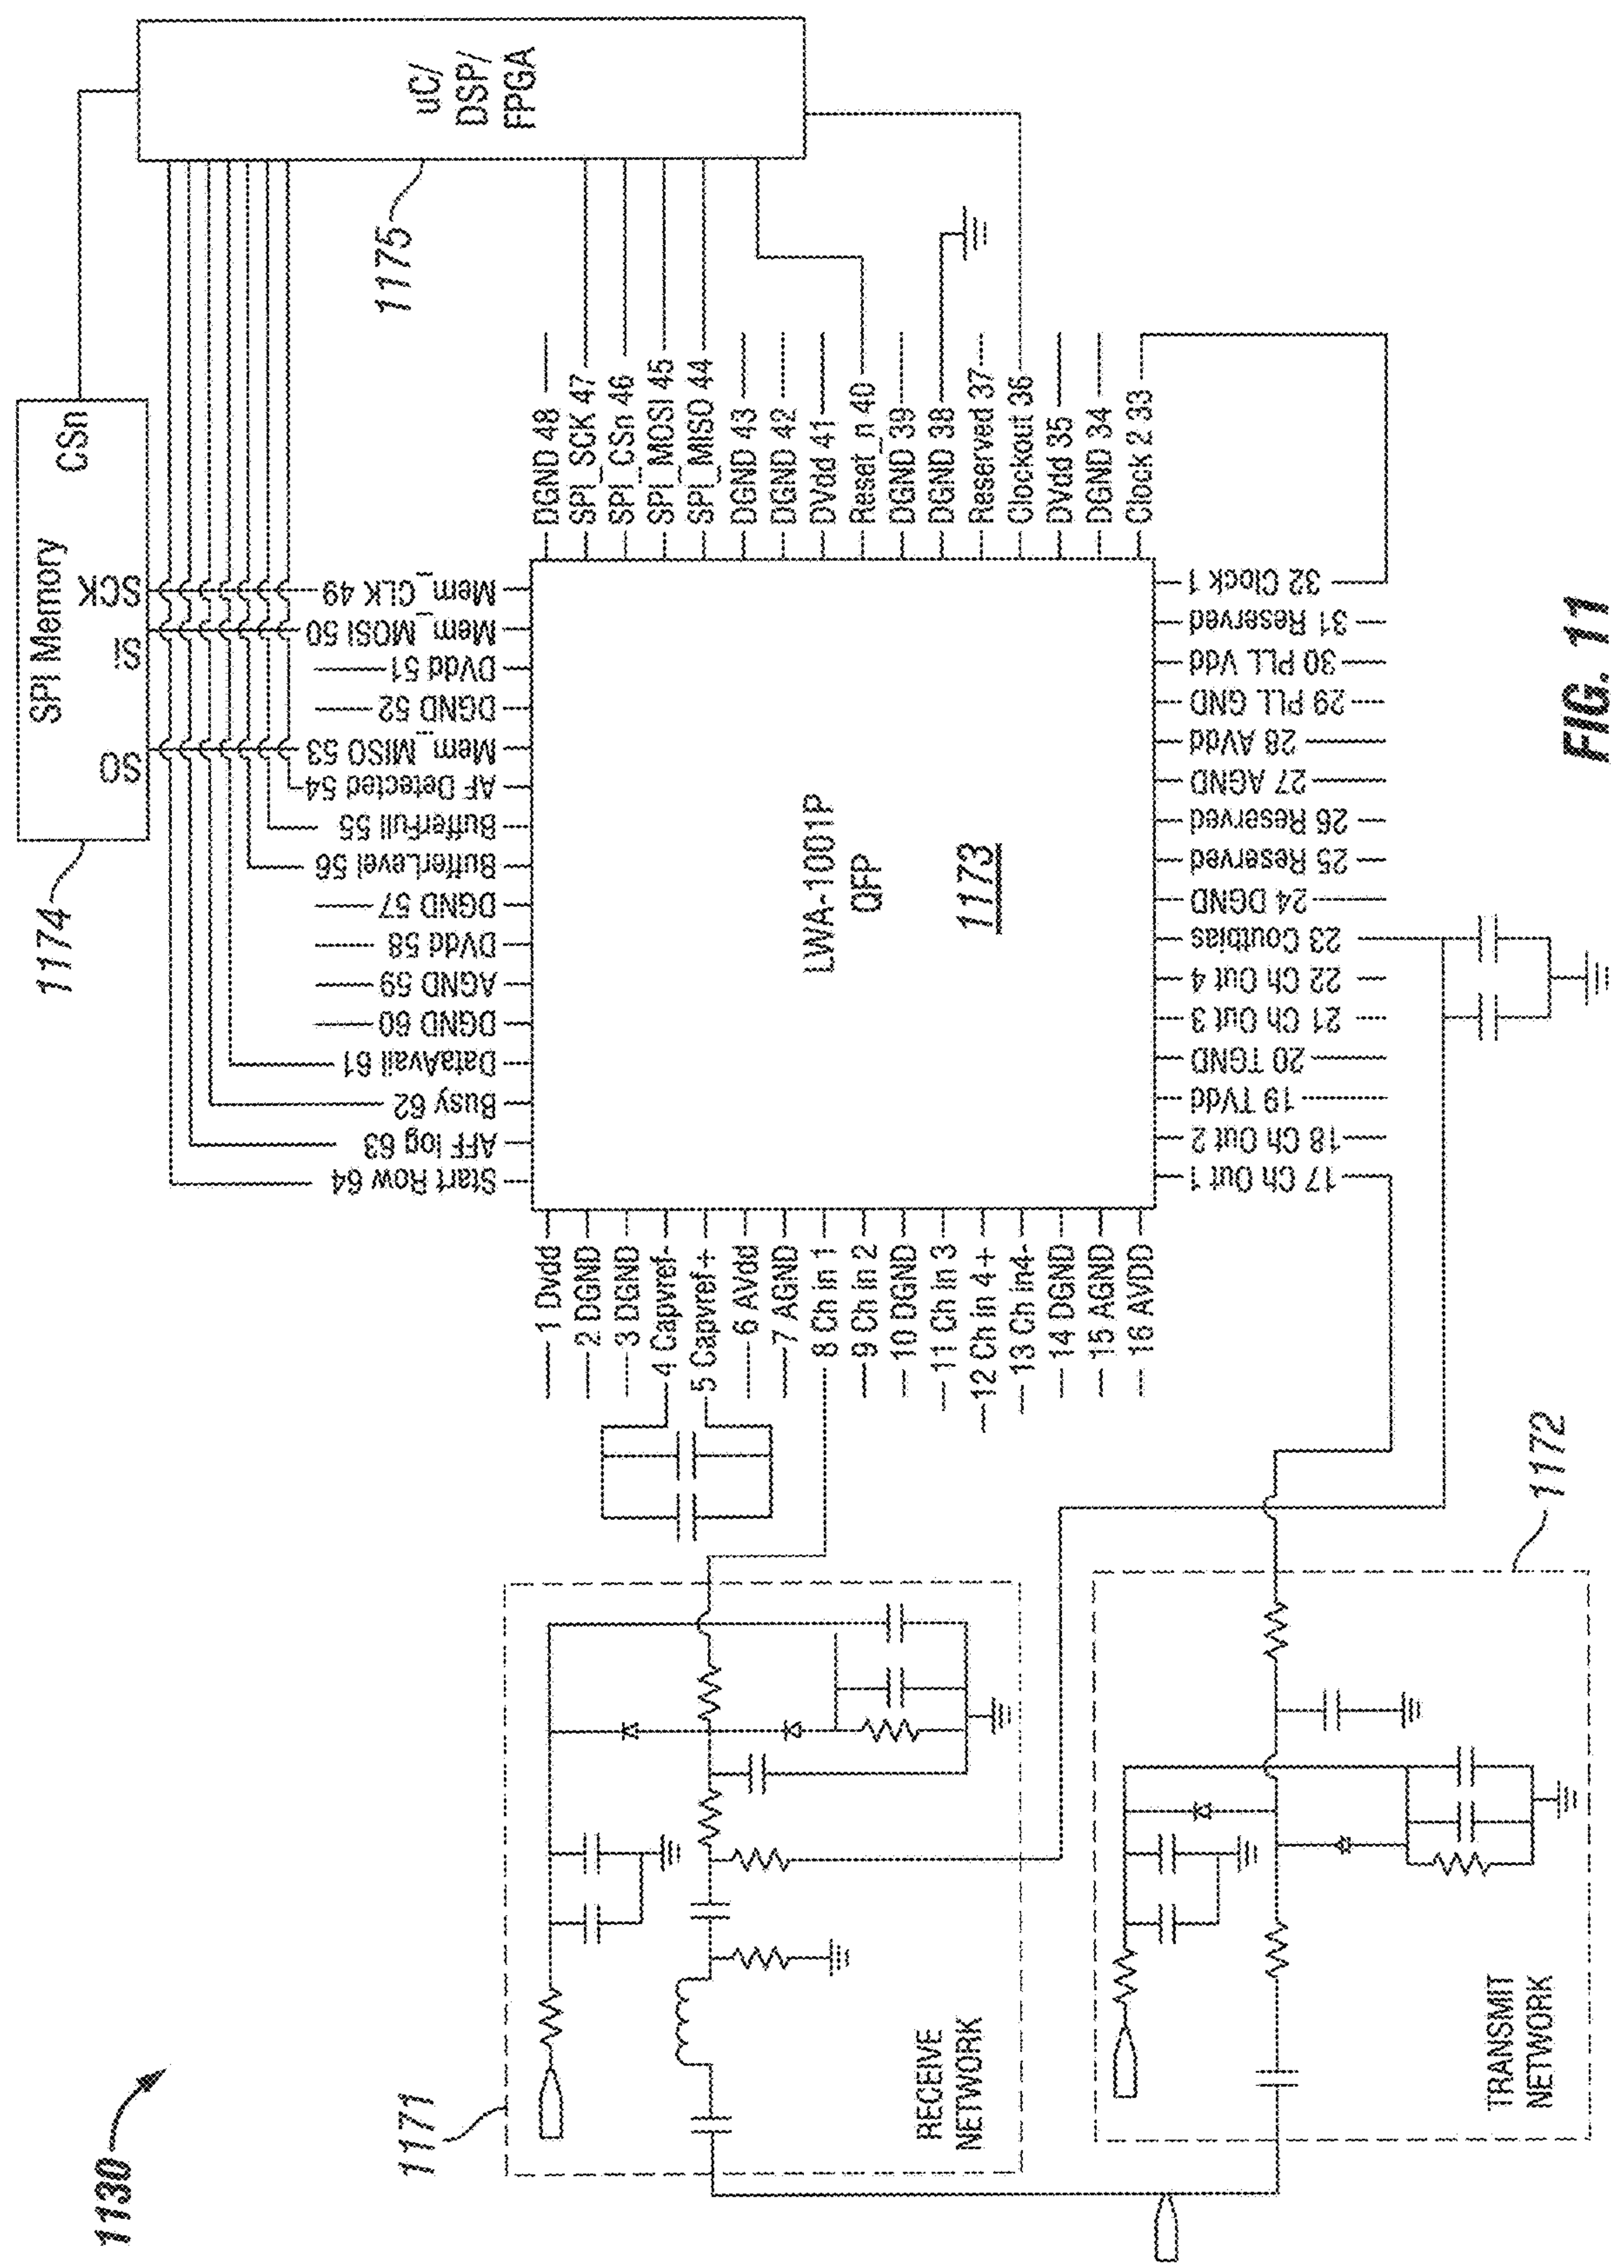 1130
1174
SPI Memory
SO
Si
SCK
CSn
uC/
DSP/
FPGA
1175
Start Row 64
AFF log 63
Busy 62
DataAvail 61
DGND 60
AGND 59
DVdd 58
DGND 57
BufferLevel 56
BufferFull 55
AF Detected 54
Mem_MISO 53
DGND 52
DVdd 51
Mem_MOSI 50
Mem_CLK 49
1 Dvdd
2 DGND
3 DGND
4 Capvref-
5 Capvref+
6 AVdd
7 AGND
8 Ch in 1
9 Ch in 2
10 DGND
11 Ch in 3
12 Ch in 4+
13 Ch in4-
14 DGND
15 AGND
16 AVDD
LWA-1001P
QFP
1173
DGND 48
SPI_SCK 47
SPI_CSn 46
SPI_MOSI 45
SPI_MISO 44
DGND 43
DGND 42
DVdd 41
Reset_n 40
DGND 39
DGND 38
Reserved 37
Clockout 36
DVdd 35
DGND 34
Clock 2 33
17 Ch Out 1
18 Ch Out 2
19 TVdd
20 TGND
21 Ch Out 3
22 Ch Out 4
23 Coutbias
24 DGND
25 Reserved
26 Reserved
27 AGND
28 AVdd
29 PLL GND
30 PLL Vdd
31 Reserved
32 Clock 1
1171
RECEIVE
NETWORK
1172
TRANSMIT
NETWORK
FIG. 11